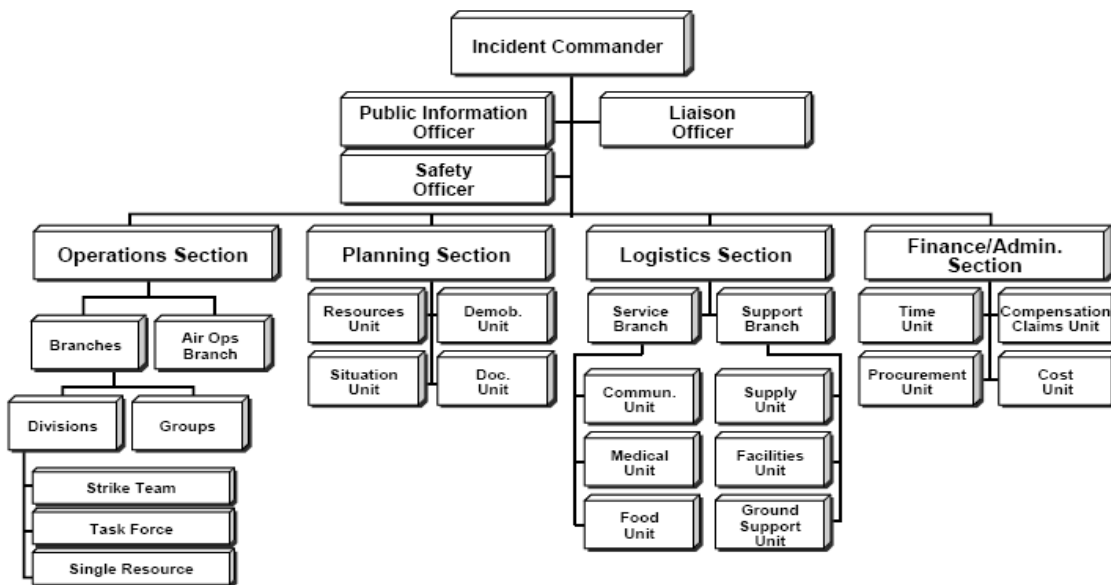 Incident Commander
Public Information
Officer
Liaison
Officer
Safety
Officer
Operations Section
Planning Section
Logistics Section
Finance/Admin.
Section
Branches
Air Ops
Branch
Divisions
Groups
Strike Team
Task Force
Single Resource
Resources
Unit
Demob.
Unit
Situation
Unit
Doc.
Unit
Service
Branch
Support
Branch
Commun.
Unit
Supply
Unit
Medical
Unit
Facilities
Unit
Food
Unit
Ground
Support
Unit
Time
Unit
Compensation
Claims Unit
Procurement
Unit
Cost
Unit